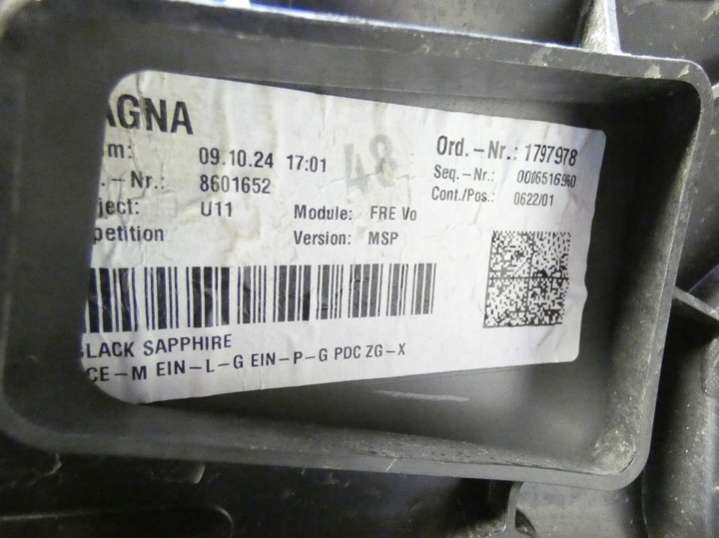 AGNA
m: 09.10.24 17:01
.-Nr.: 8601652
ject: U11
petition
Module: FRE Vo
Version: MSP
48
Ord.-Nr.: 1797978
Seq.-Nr.: 0006516960
Cont./Pos.: 0622/01
LACK SAPPHIRE
CE-M EIN-L-G EIN-P-G PDC ZG-X